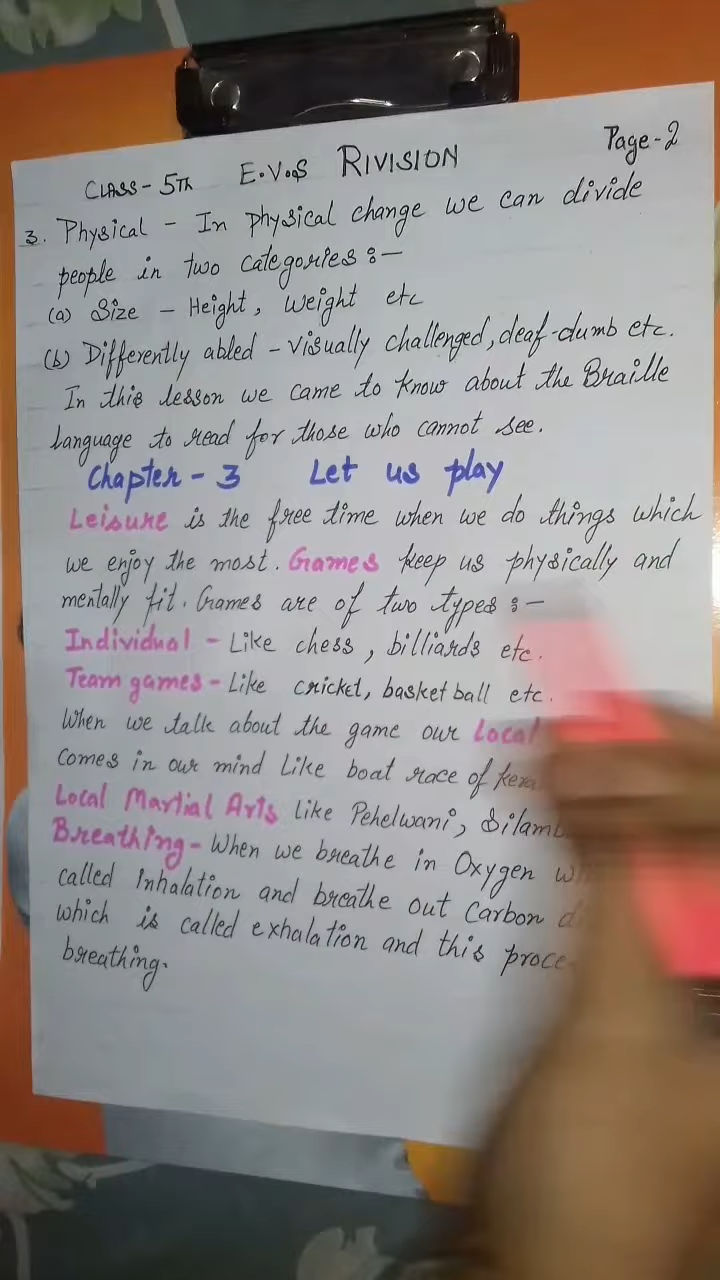 Page-2
CLASS- 5TH E.V.S RIVISION
3. Physical - In physical change we can divide
people in two categories :-
(a) Size - Height, Weight etc
(b) Differently abled - Visually challenged, deaf-dumb etc.
In this lesson we came to know about the Braille
language to read for those who cannot see.
Chapter - 3 Let us play
Leisure is the free time when we do things which
we enjoy the most. Games keep us physically and
mentally fit. Games are of two types :-
Individual - Like chess, billiards etc.
Team games - Like cricket, basket ball etc.
When we talk about the game our Local
Comes in our mind Like boat race of
Local Martial Arts like Pehelwani,
Breathing - When we breathe in Oxygen
called Inhalation and breathe out Carbon
which is called exhalation and this
breathing.